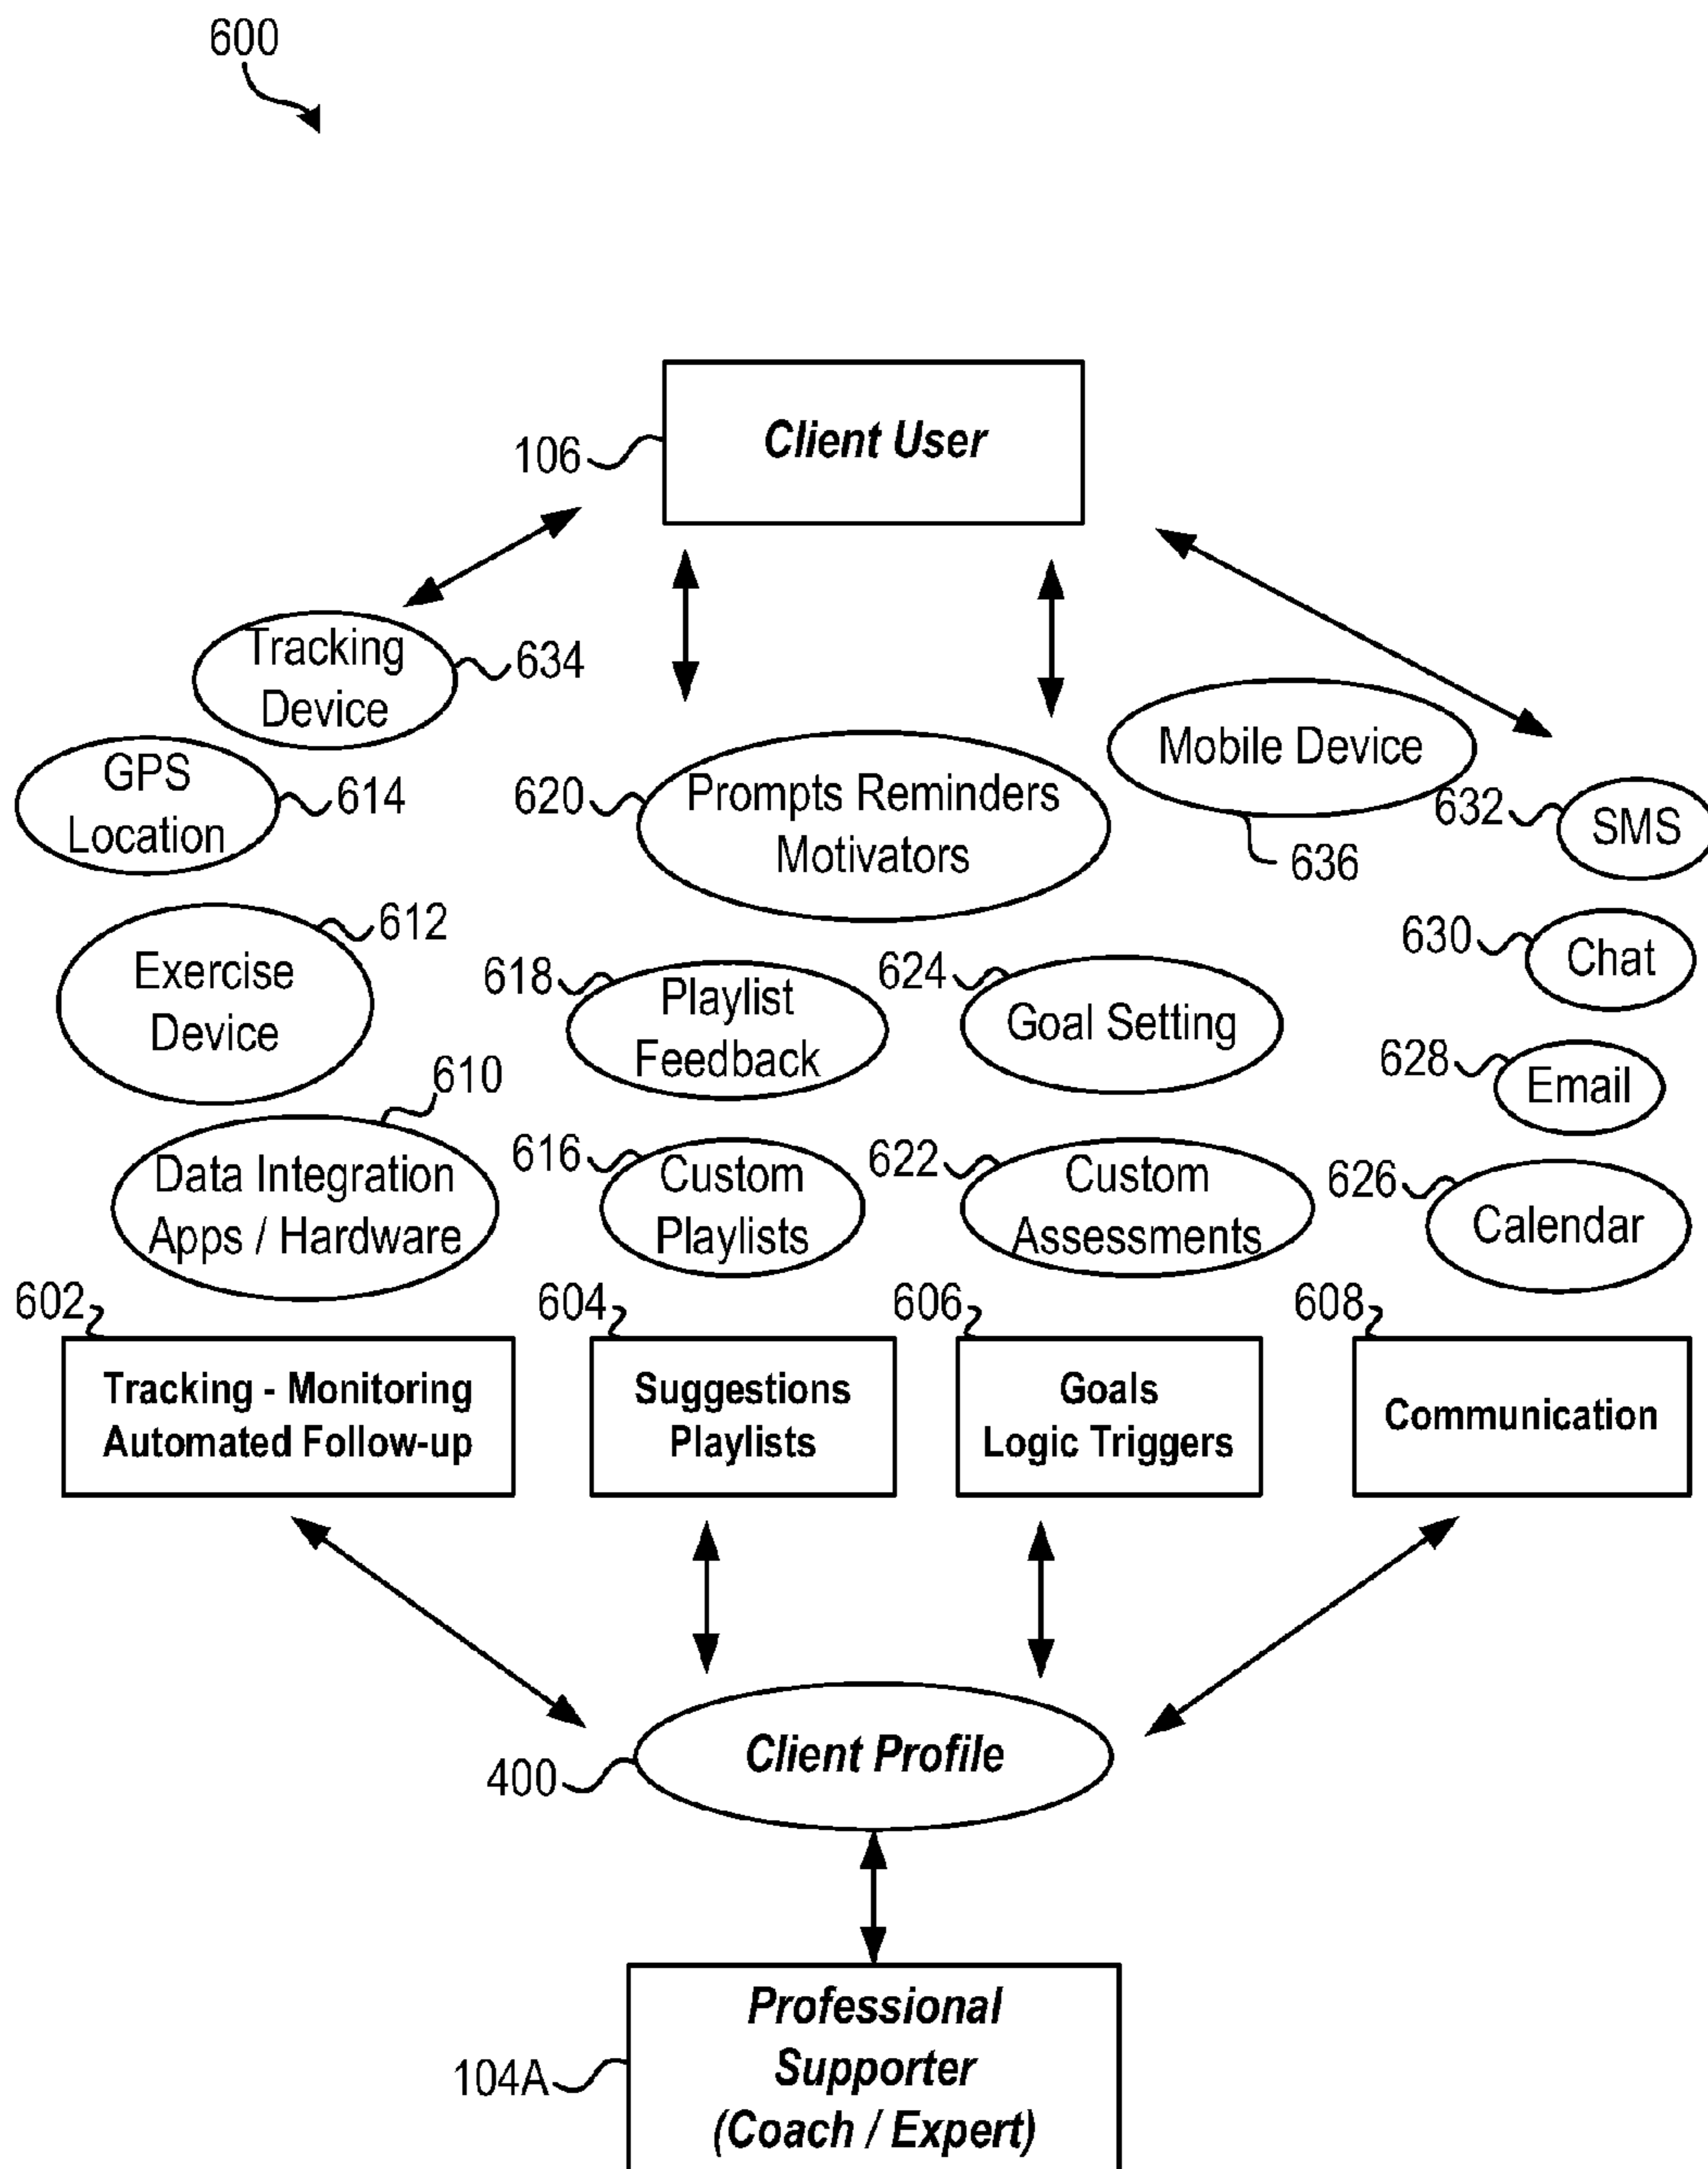 600
Client User
106
Tracking
Device
634
GPS
Location
614
620
Prompts Reminders
Motivators
Mobile Device
636
632
SMS
Exercise
Device
612
618
Playlist
Feedback
624
Goal Setting
630
Chat
628
Email
610
Data Integration
Apps / Hardware
616
Custom
Playlists
622
Custom
Assessments
626
Calendar
602
Tracking - Monitoring
Automated Follow-up
604
Suggestions
Playlists
606
Goals
Logic Triggers
608
Communication
Client Profile
400
Professional
Supporter
(Coach / Expert)
104A